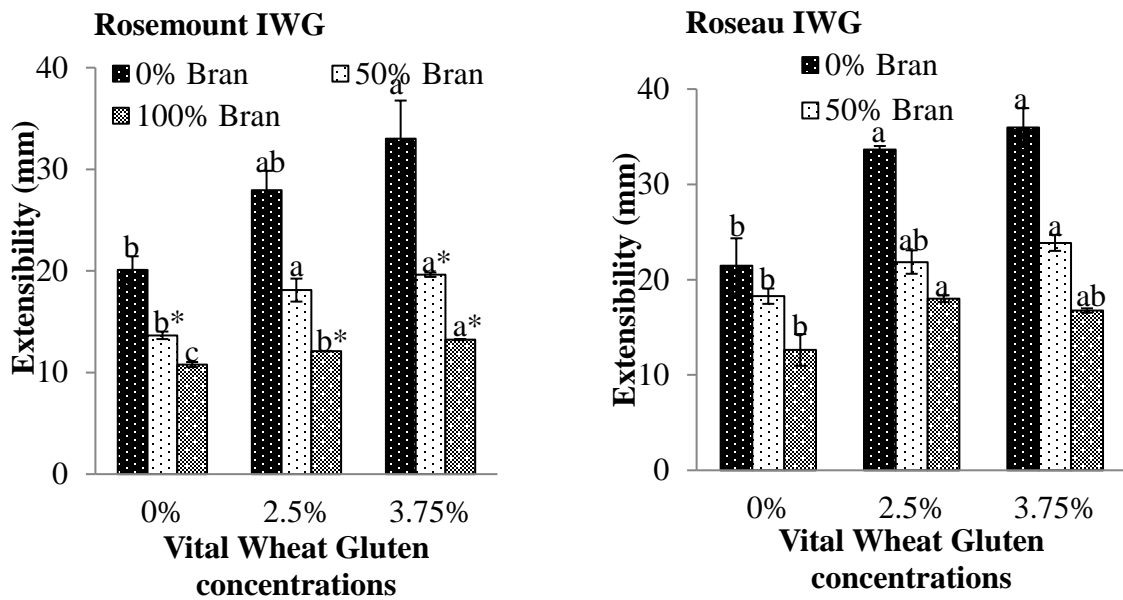 Rosemount IWG
0% Bran
50% Bran
100% Bran
Extensibility (mm)
40
30
20
10
0
b
b*
c
ab
a
b*
a
a*
a*
0%
2.5%
3.75%
Vital Wheat Gluten
concentrations
Roseau IWG
0% Bran
50% Bran
Extensibility (mm)
40
30
20
10
0
b
b
b
a
ab
a
a
a
ab
0%
2.5%
3.75%
Vital Wheat Gluten
concentrations